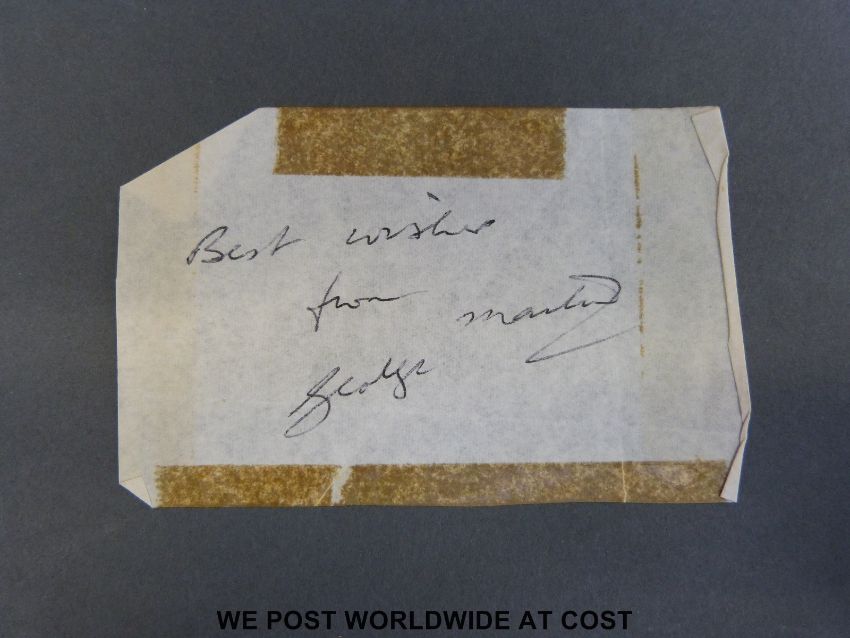 Best wishes
from
George Martin
WE POST WORLDWIDE AT COST